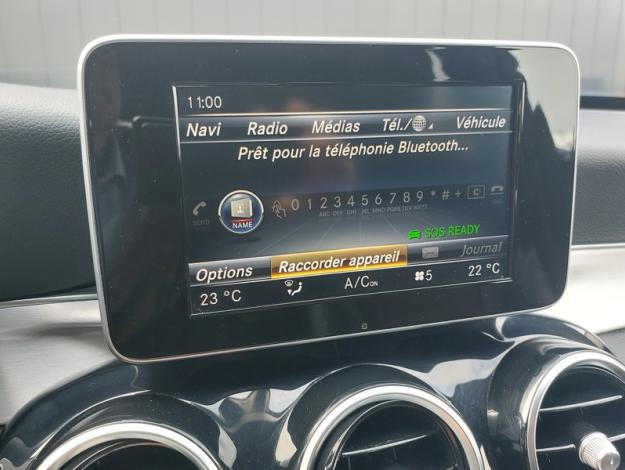 11:00
Navi Radio Médias Tél./ Véhicule
Prêt pour la téléphonie Bluetooth...
SEND NAME 0 1 2 3 4 5 6 7 8 9 * # + C
ABC DEF GHI JKL MNO PQRS TUV WXYZ
SOS READY
Options Raccorder appareil Journal
23 °C A/C ON 5 22 °C